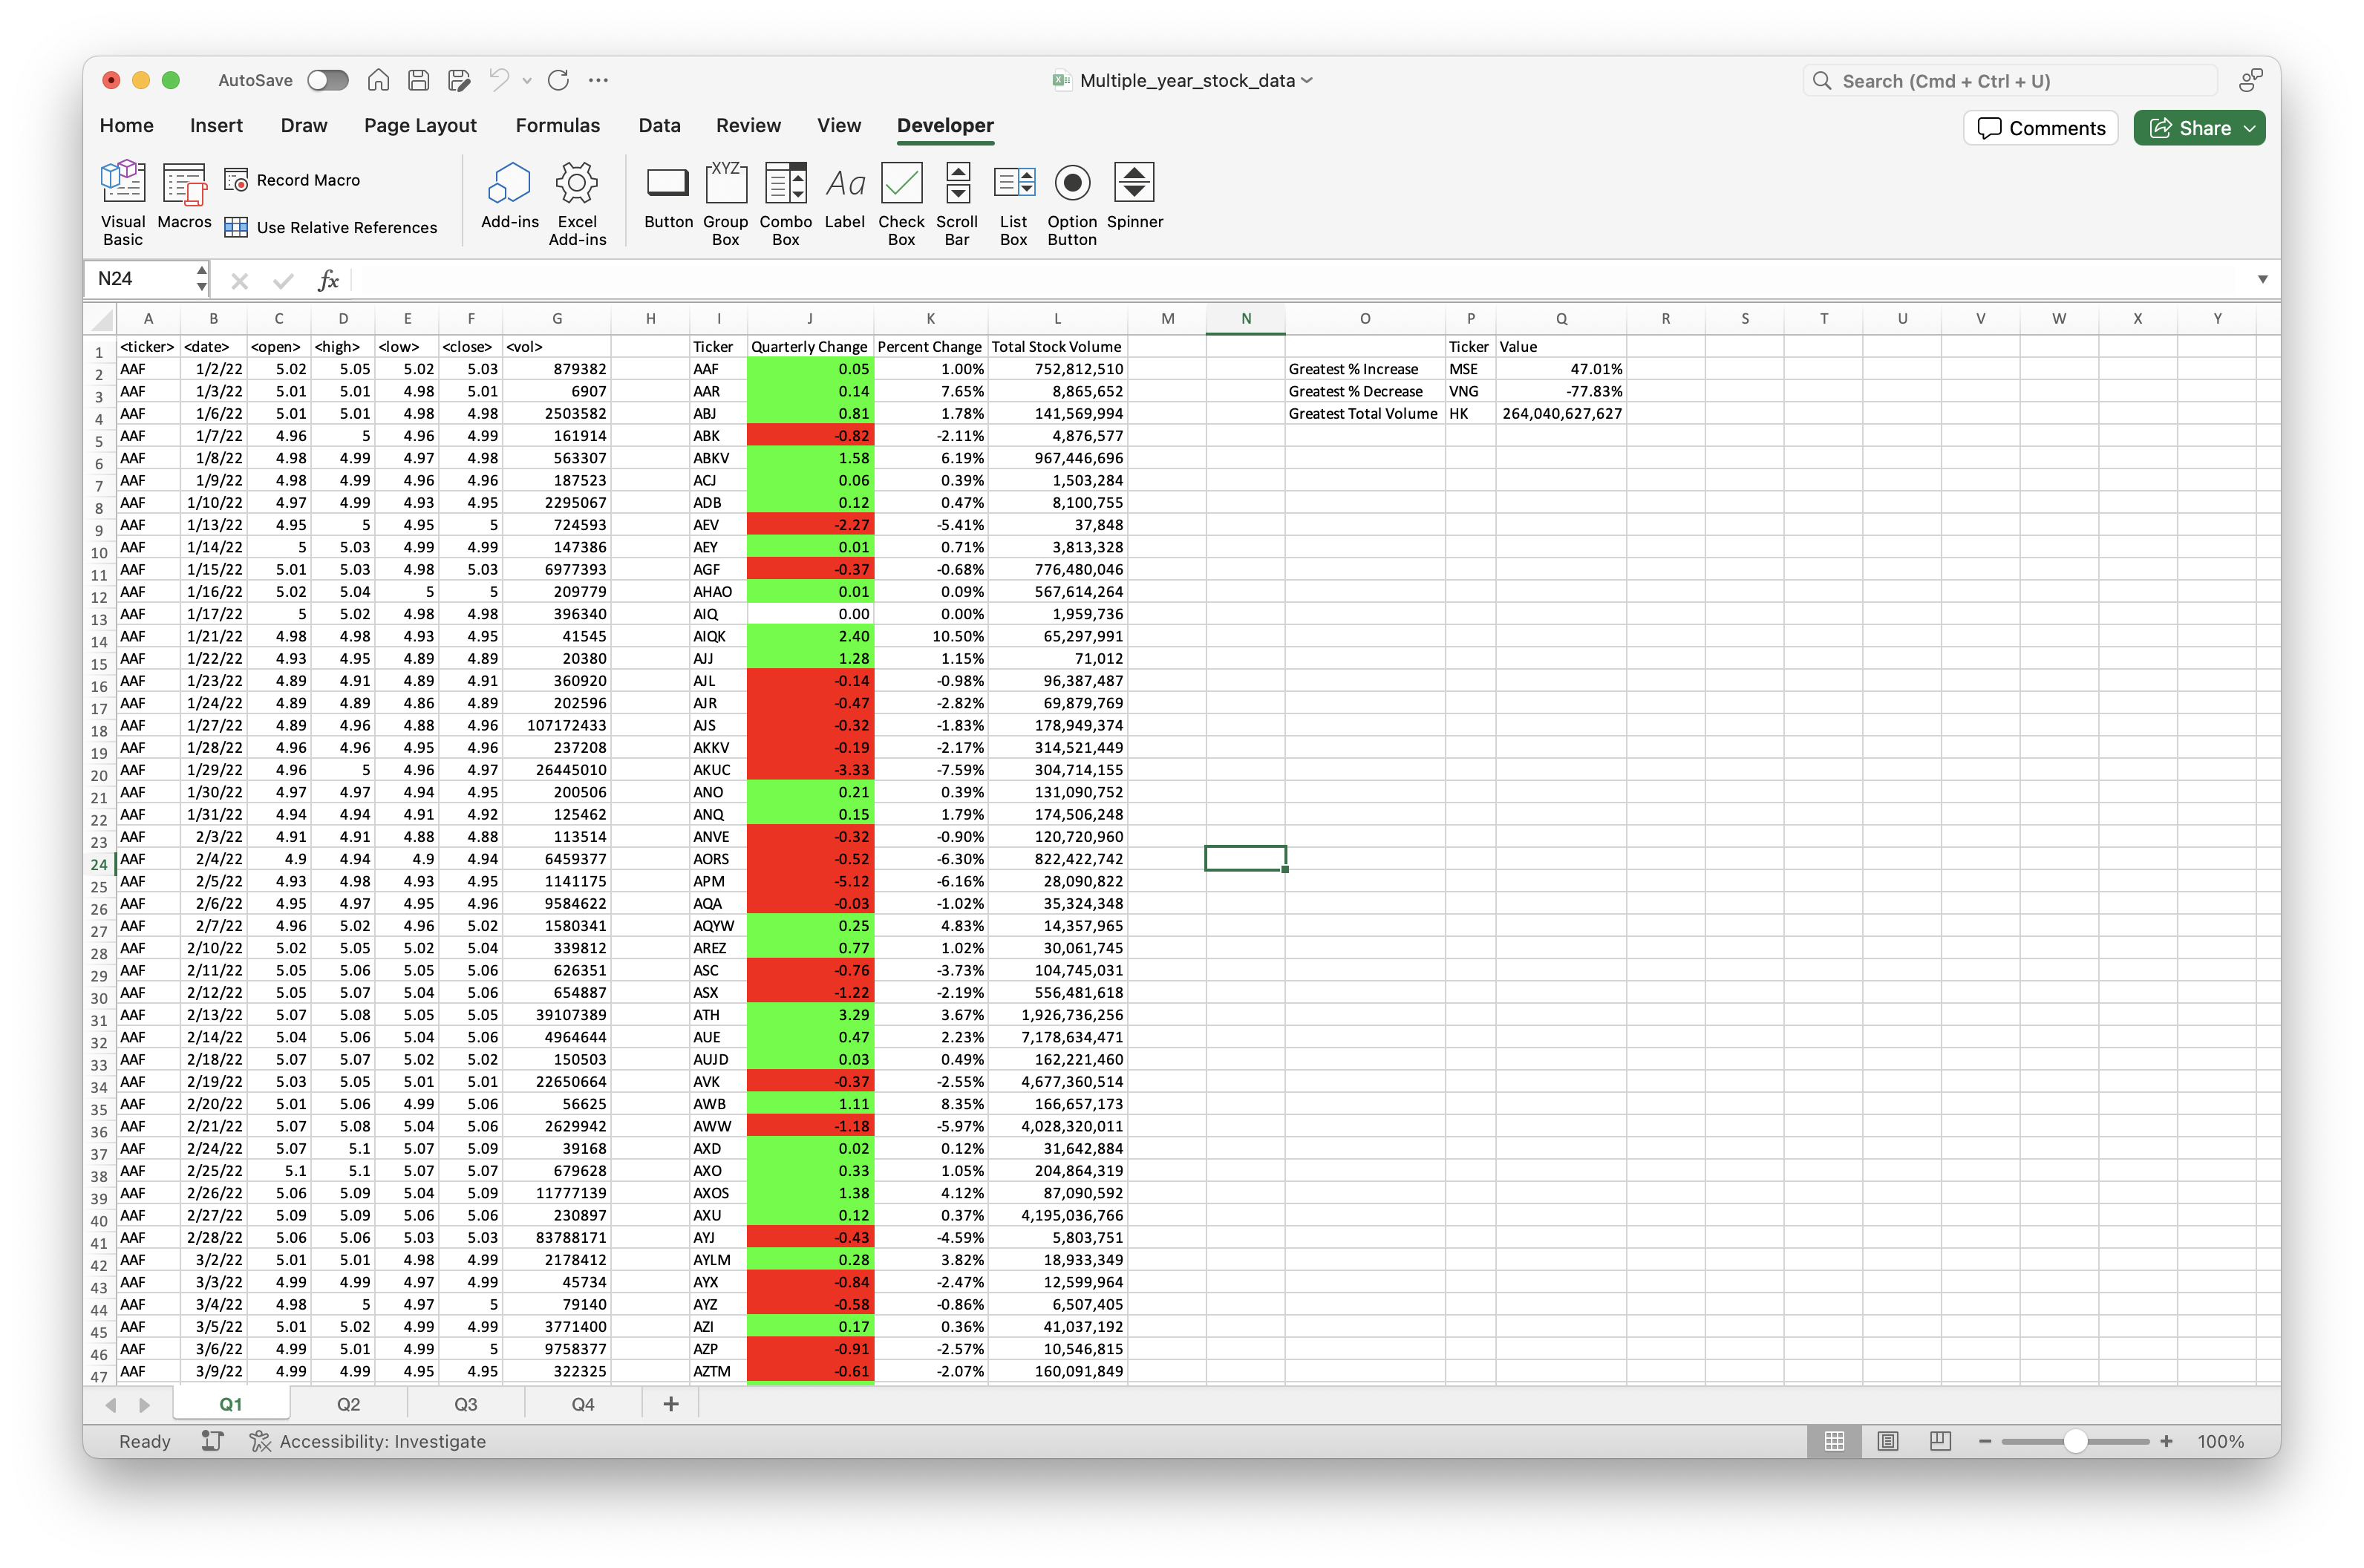 AutoSave
Multiple_year_stock_data
Search (Cmd + Ctrl + U)
Home Insert Draw Page Layout Formulas Data Review View Developer
Comments Share
Visual Basic Macros Record Macro Use Relative References Add-ins Excel Add-ins Button XYZ Group Box Combo Box Aa Label Check Box Scroll Bar List Box Option Button Spinner
N24 fx
A B C D E F G H I J K L M N O P Q R S T U V W X Y
1 <ticker> <date> <open> <high> <low> <close> <vol> Ticker Quarterly Change Percent Change Total Stock Volume Ticker Value
2 AAF 1/2/22 5.02 5.05 5.02 5.03 879382 AAF 0.05 1.00% 752,812,510 Greatest % Increase MSE 47.01%
3 AAF 1/3/22 5.01 5.01 4.98 5.01 6907 AAR 0.14 7.65% 8,865,652 Greatest % Decrease VNG -77.83%
4 AAF 1/6/22 5.01 5.01 4.98 4.98 2503582 ABJ 0.81 1.78% 141,569,994 Greatest Total Volume HK 264,040,627,627
5 AAF 1/7/22 4.96 5 4.96 4.99 161914 ABK -0.82 -2.11% 4,876,577
6 AAF 1/8/22 4.98 4.99 4.97 4.98 563307 ABKV 1.58 6.19% 967,446,696
7 AAF 1/9/22 4.98 4.99 4.96 4.96 187523 ACJ 0.06 0.39% 1,503,284
8 AAF 1/10/22 4.97 4.99 4.93 4.95 2295067 ADB 0.12 0.47% 8,100,755
9 AAF 1/13/22 4.95 5 4.95 5 724593 AEV -2.27 -5.41% 37,848
10 AAF 1/14/22 5 5.03 4.99 4.99 147386 AEY 0.01 0.71% 3,813,328
11 AAF 1/15/22 5.01 5.03 4.98 5.03 6977393 AGF -0.37 -0.68% 776,480,046
12 AAF 1/16/22 5.02 5.04 5 5 209779 AHAO 0.01 0.09% 567,614,264
13 AAF 1/17/22 5 5.02 4.98 4.98 396340 AIQ 0.00 0.00% 1,959,736
14 AAF 1/21/22 4.98 4.98 4.93 4.95 41545 AIQK 2.40 10.50% 65,297,991
15 AAF 1/22/22 4.93 4.95 4.89 4.89 20380 AJJ 1.28 1.15% 71,012
16 AAF 1/23/22 4.89 4.91 4.89 4.91 360920 AJL -0.14 -0.98% 96,387,487
17 AAF 1/24/22 4.89 4.89 4.86 4.89 202596 AJR -0.47 -2.82% 69,879,769
18 AAF 1/27/22 4.89 4.96 4.88 4.96 107172433 AJS -0.32 -1.83% 178,949,374
19 AAF 1/28/22 4.96 4.96 4.95 4.96 237208 AKKV -0.19 -2.17% 314,521,449
20 AAF 1/29/22 4.96 5 4.96 4.97 26445010 AKUC -3.33 -7.59% 304,714,155
21 AAF 1/30/22 4.97 4.97 4.94 4.95 200506 ANO 0.21 0.39% 131,090,752
22 AAF 1/31/22 4.94 4.94 4.91 4.92 125462 ANQ 0.15 1.79% 174,506,248
23 AAF 2/3/22 4.91 4.91 4.88 4.88 113514 ANVE -0.32 -0.90% 120,720,960
24 AAF 2/4/22 4.9 4.94 4.9 4.94 6459377 AORS -0.52 -6.30% 822,422,742
25 AAF 2/5/22 4.93 4.98 4.93 4.95 1141175 APM -5.12 -6.16% 28,090,822
26 AAF 2/6/22 4.95 4.97 4.95 4.96 9584622 AQA -0.03 -1.02% 35,324,348
27 AAF 2/7/22 4.96 5.02 4.96 5.02 1580341 AQYW 0.25 4.83% 14,357,965
28 AAF 2/10/22 5.02 5.05 5.02 5.04 339812 AREZ 0.77 1.02% 30,061,745
29 AAF 2/11/22 5.05 5.06 5.05 5.06 626351 ASC -0.76 -3.73% 104,745,031
30 AAF 2/12/22 5.05 5.07 5.04 5.06 654887 ASX -1.22 -2.19% 556,481,618
31 AAF 2/13/22 5.07 5.08 5.05 5.05 39107389 ATH 3.29 3.67% 1,926,736,256
32 AAF 2/14/22 5.04 5.06 5.04 5.06 4964644 AUE 0.47 2.23% 7,178,634,471
33 AAF 2/18/22 5.07 5.07 5.02 5.02 150503 AUJD 0.03 0.49% 162,221,460
34 AAF 2/19/22 5.03 5.05 5.01 5.01 22650664 AVK -0.37 -2.55% 4,677,360,514
35 AAF 2/20/22 5.01 5.06 4.99 5.06 56625 AWB 1.11 8.35% 166,657,173
36 AAF 2/21/22 5.07 5.08 5.04 5.06 2629942 AWW -1.18 -5.97% 4,028,320,011
37 AAF 2/24/22 5.07 5.1 5.07 5.09 39168 AXD 0.02 0.12% 31,642,884
38 AAF 2/25/22 5.1 5.1 5.07 5.07 679628 AXO 0.33 1.05% 204,864,319
39 AAF 2/26/22 5.06 5.09 5.04 5.09 11777139 AXOS 1.38 4.12% 87,090,592
40 AAF 2/27/22 5.09 5.09 5.06 5.06 230897 AXU 0.12 0.37% 4,195,036,766
41 AAF 2/28/22 5.06 5.06 5.03 5.03 83788171 AYJ -0.43 -4.59% 5,803,751
42 AAF 3/2/22 5.01 5.01 4.98 4.99 2178412 AYLM 0.28 3.82% 18,933,349
43 AAF 3/3/22 4.99 4.99 4.97 4.99 45734 AYX -0.84 -2.47% 12,599,964
44 AAF 3/4/22 4.98 5 4.97 5 79140 AYZ -0.58 -0.86% 6,507,405
45 AAF 3/5/22 5.01 5.02 4.99 4.99 3771400 AZI 0.17 0.36% 41,037,192
46 AAF 3/6/22 4.99 5.01 4.99 5 9758377 AZP -0.91 -2.57% 10,546,815
47 AAF 3/9/22 4.99 4.99 4.95 4.95 322325 AZTM -0.61 -2.07% 160,091,849
Q1 Q2 Q3 Q4 +
Ready Accessibility: Investigate 100%